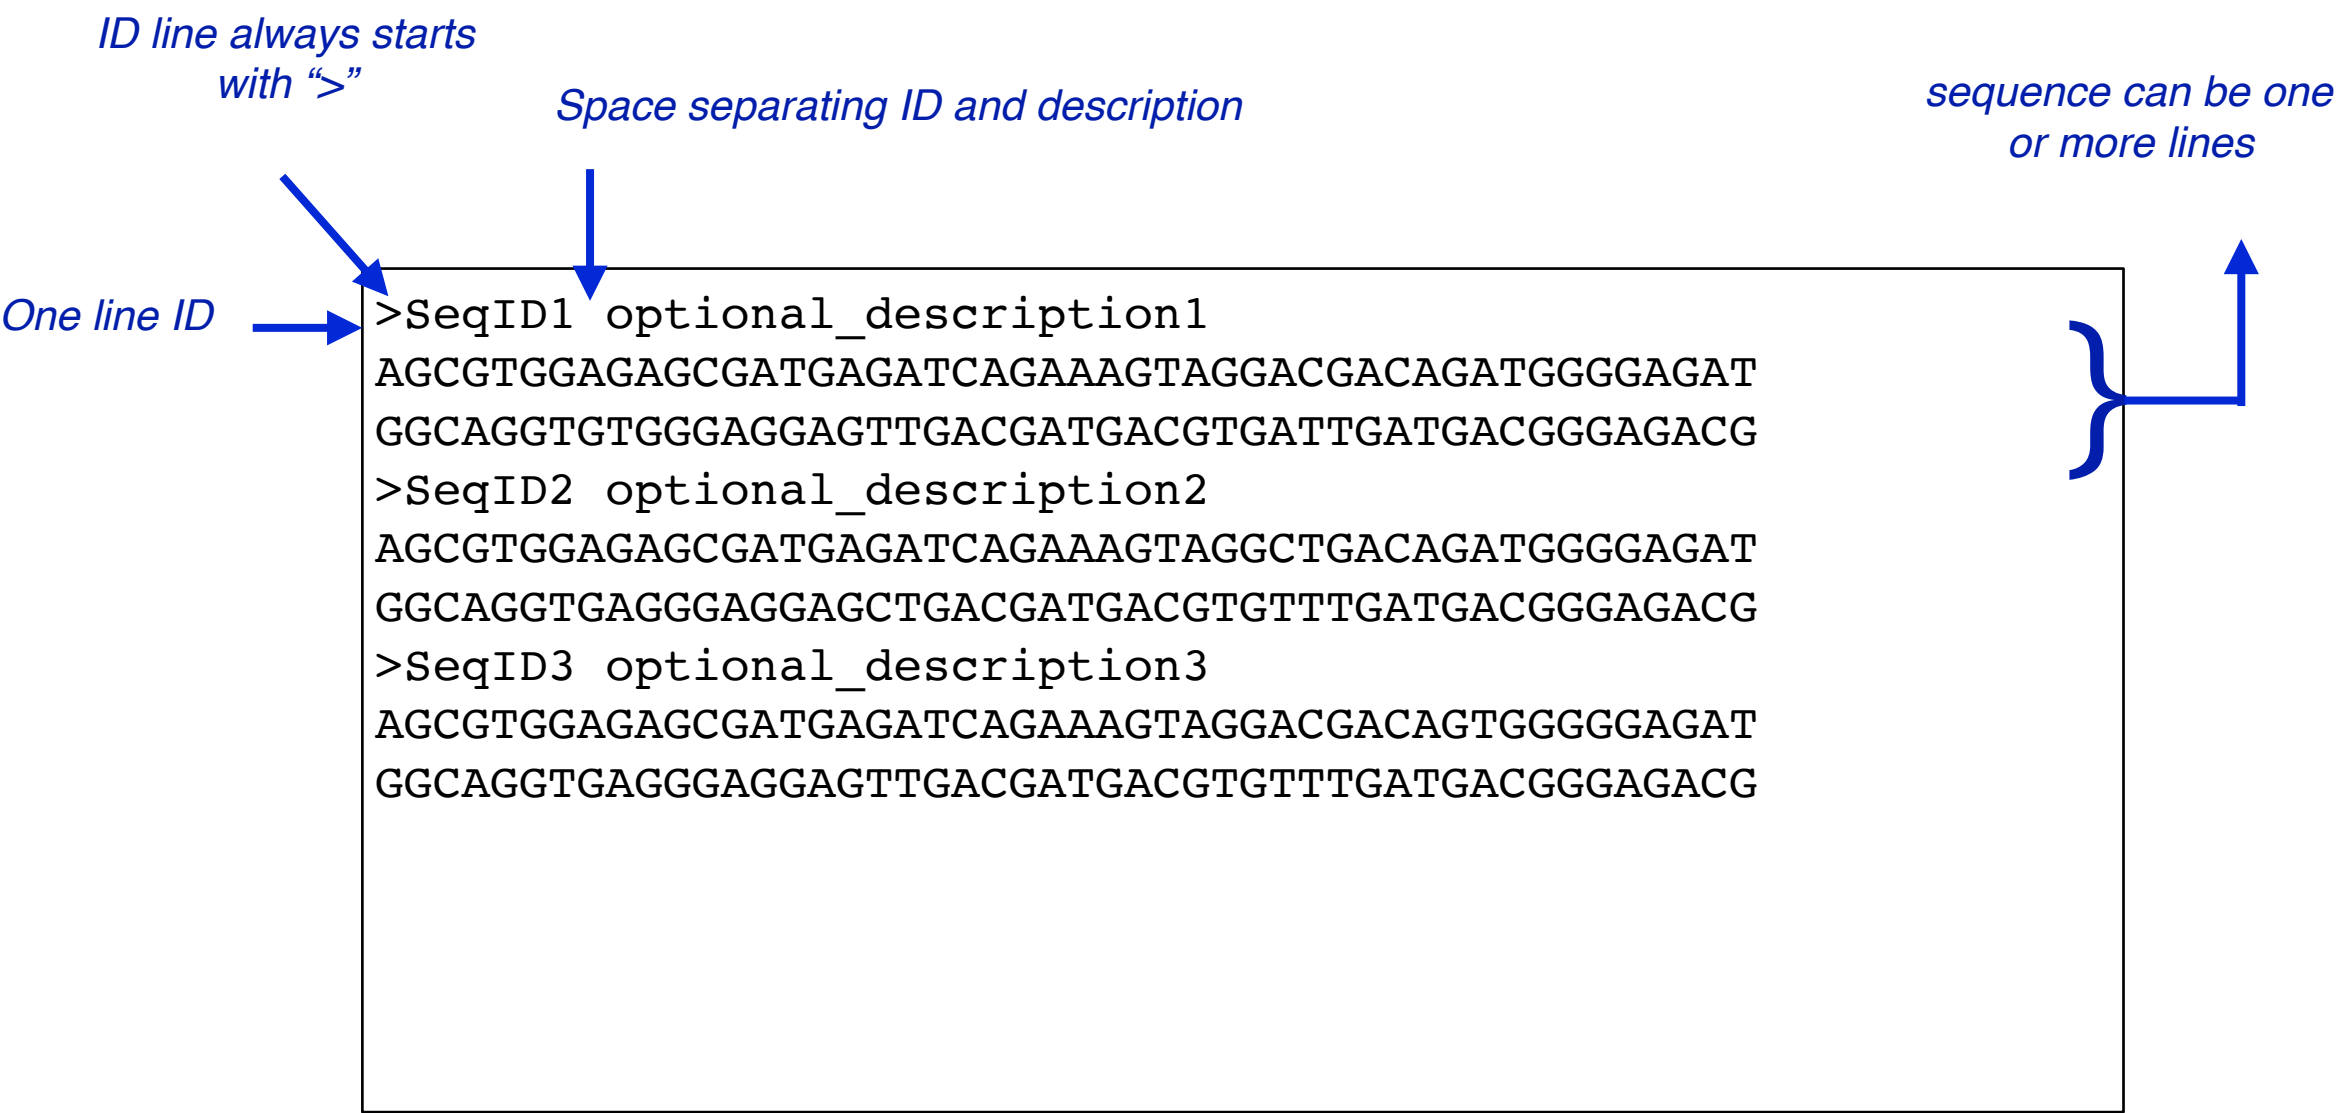 ID line always starts
with “>”
Space separating ID and description
sequence can be one
or more lines
One line ID
>SeqID1 optional_description1
AGCGTGGAGAGCGATGAGATCAGAAAGTAGGACGACAGATGGGGAGAT
GGCAGGTGTGGGAGGAGTTGACGATGACGTGATTGATGACGGGAGACG
>SeqID2 optional_description2
AGCGTGGAGAGCGATGAGATCAGAAAGTAGGCTGACAGATGGGGAGAT
GGCAGGTGAGGGAGGAGCTGACGATGACGTGTTTGATGACGGGAGACG
>SeqID3 optional_description3
AGCGTGGAGAGCGATGAGATCAGAAAGTAGGACGACAGTGGGGGAGAT
GGCAGGTGAGGGAGGAGTTGACGATGACGTGTTTGATGACGGGAGACG